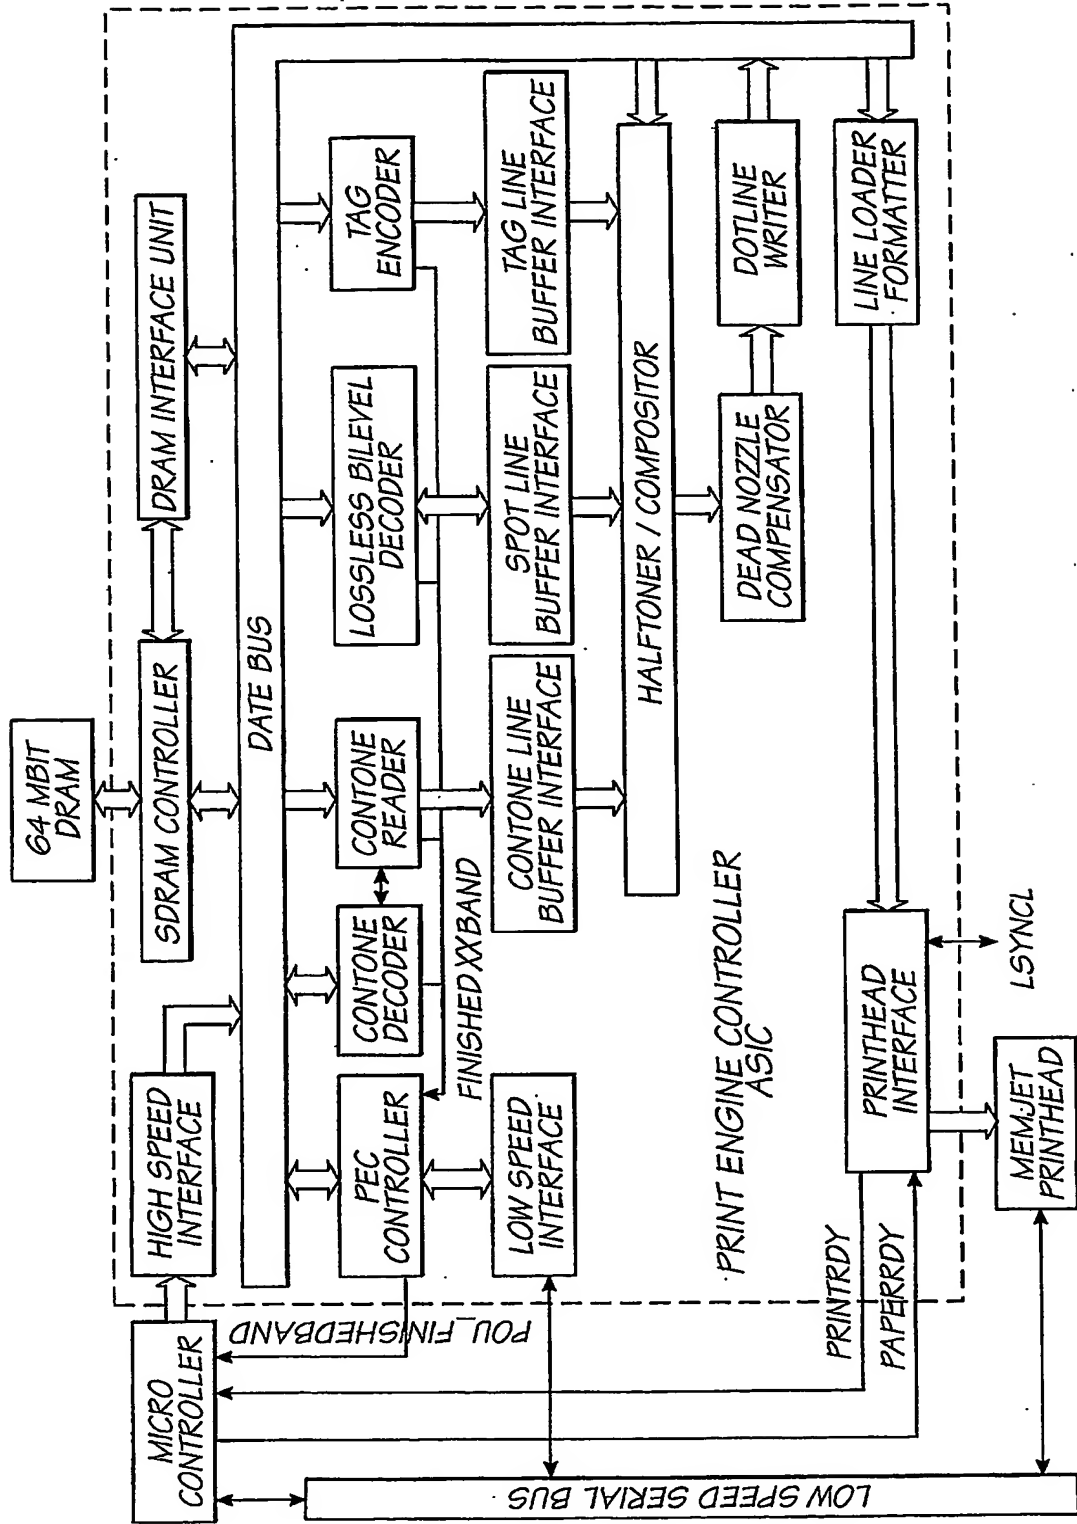 64 MBIT
DRAM
SDRAM CONTROLLER
DRAM INTERFACE UNIT
HIGH SPEED
INTERFACE
MICRO
CONTROLLER
DATE BUS
POU_FINISHEDBAND
PEC
CONTROLLER
CONTONE
DECODER
CONTONE
READER
LOSSLESS BILEVEL
DECODER
TAG
ENCODER
FINISHEDXXBAND
LOW SPEED
INTERFACE
CONTONE LINE
BUFFER INTERFACE
SPOT LINE
BUFFER INTERFACE
TAG LINE
BUFFER INTERFACE
HALFTONER / COMPOSITOR
PRINT ENGINE CONTROLLER
ASIC
DEAD NOZZLE
COMPENSATOR
DOTLINE
WRITER
PRINTRDY
PAPERRDY
PRINTHEAD
INTERFACE
LINE LOADER
FORMATTER
LSYNCL
MEMJET
PRINTHEAD
LOW SPEED SERIAL BUS